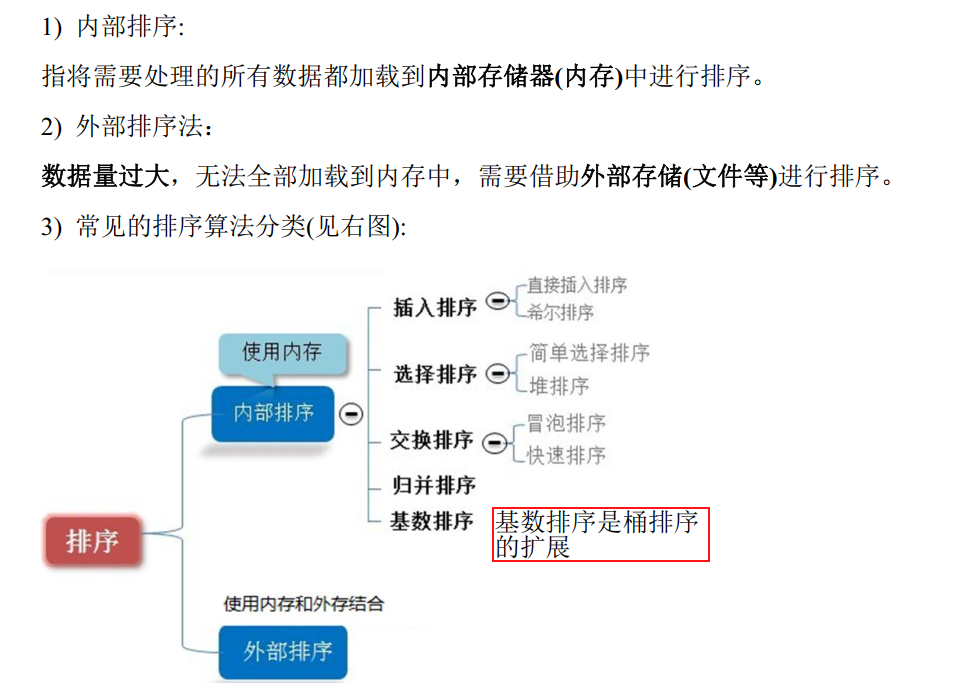 1) 内部排序:
指将需要处理的所有数据都加载到内部存储器(内存)中进行排序。
2) 外部排序法：
数据量过大，无法全部加载到内存中，需要借助外部存储(文件等)进行排序。
3) 常见的排序算法分类(见右图):
插入排序
直接插入排序
希尔排序
使用内存
选择排序
简单选择排序
堆排序
内部排序
交换排序
冒泡排序
快速排序
归并排序
基数排序
基数排序是桶排序
的扩展
排序
使用内存和外存结合
外部排序